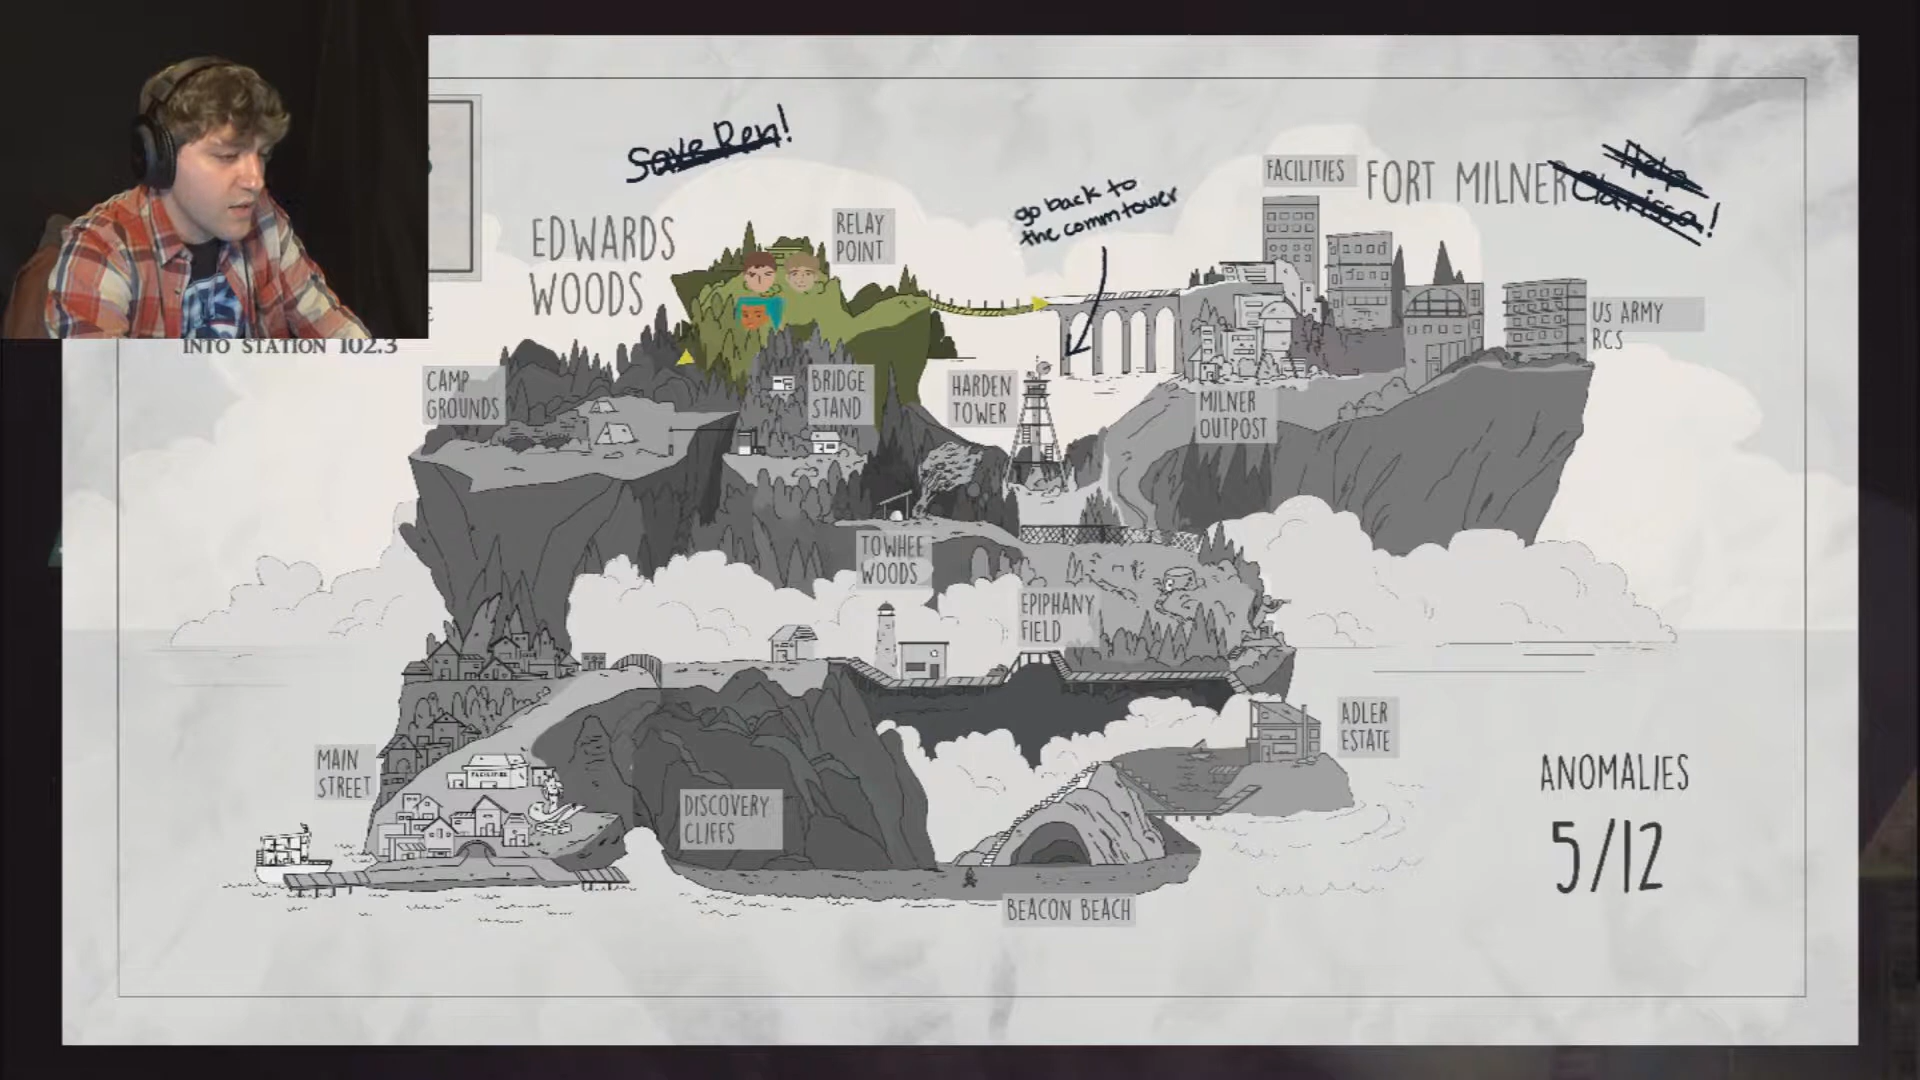 Save Ren!
FACILITIES
FORT MILNER
Help
Clarissa!
go back to
the comm tower
EDWARDS
WOODS
RELAY
POINT
US ARMY
RCS
INTO STATION 102.3
CAMP
GROUNDS
BRIDGE
STAND
HARDEN
TOWER
MILNER
OUTPOST
TOWHEE
WOODS
EPIPHANY
FIELD
ADLER
ESTATE
MAIN
STREET
FACILITIES
ANOMALIES
5/12
DISCOVERY
CLIFFS
BEACON BEACH